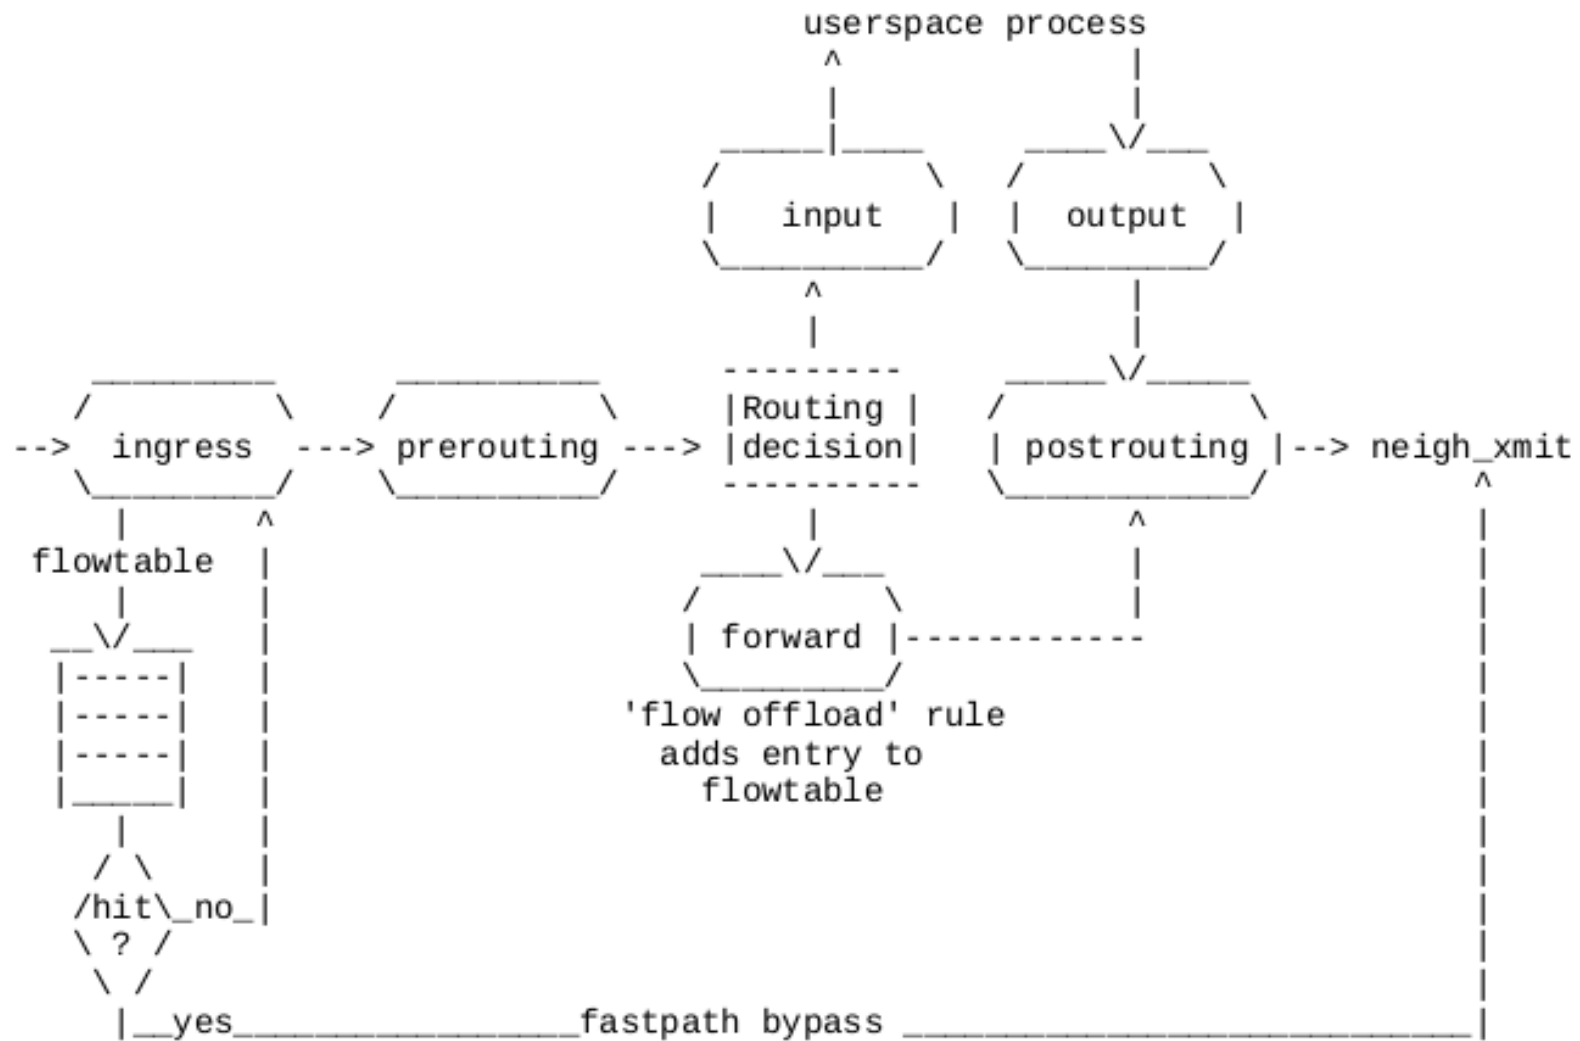 userspace process
input
output
Routing
decision
--> ingress ---> prerouting ---> 
postrouting --> neigh_xmit
flowtable
forward
'flow offload' rule
adds entry to
flowtable
hit
?
no
yes
fastpath bypass